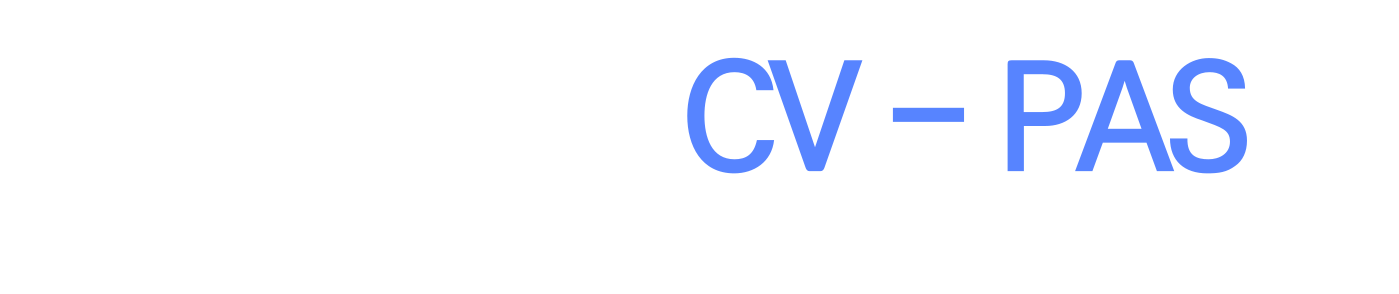 CV – PAS